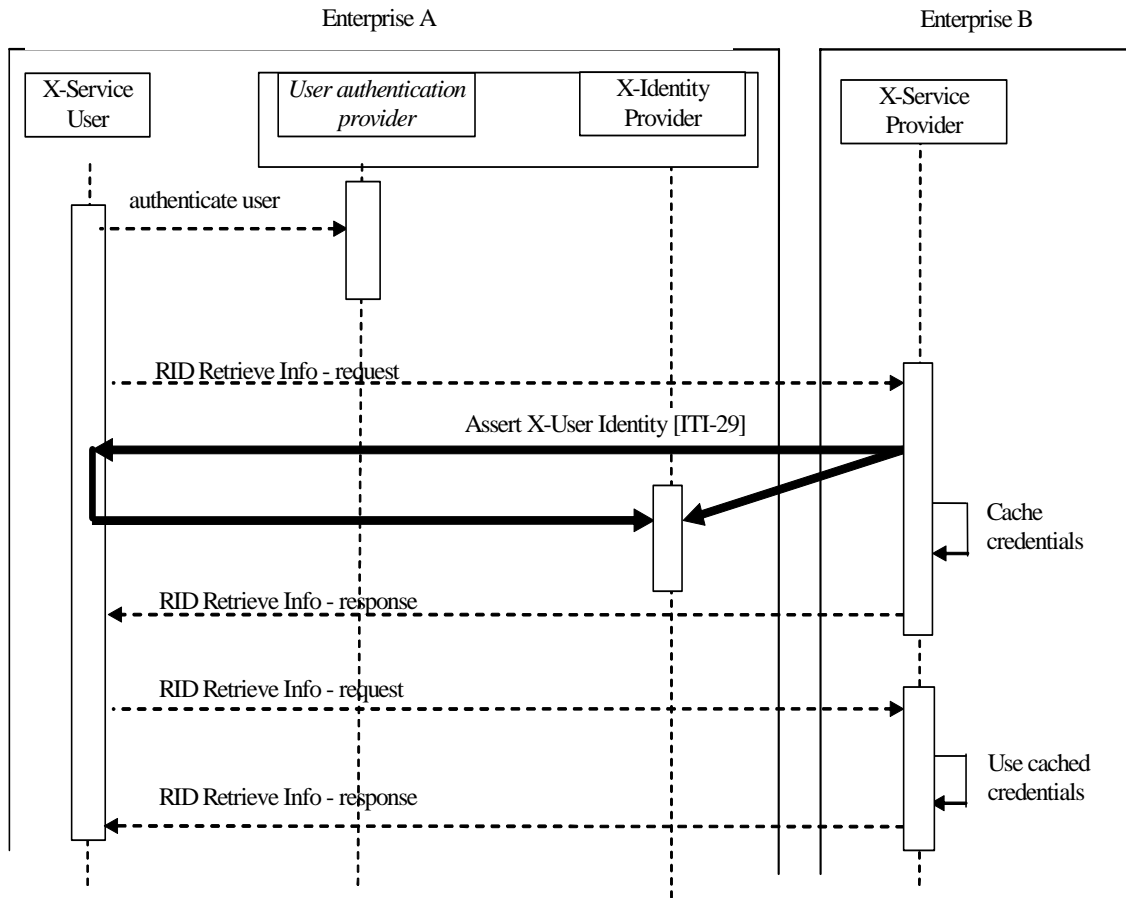 Enterprise A
Enterprise B
X-Service
User
User authentication
provider
X-Identity
Provider
X-Service
Provider
authenticate user
RID Retrieve Info - request
Assert X-User Identity [ITI-29]
Cache
credentials
RID Retrieve Info - response
RID Retrieve Info - request
Use cached
credentials
RID Retrieve Info - response